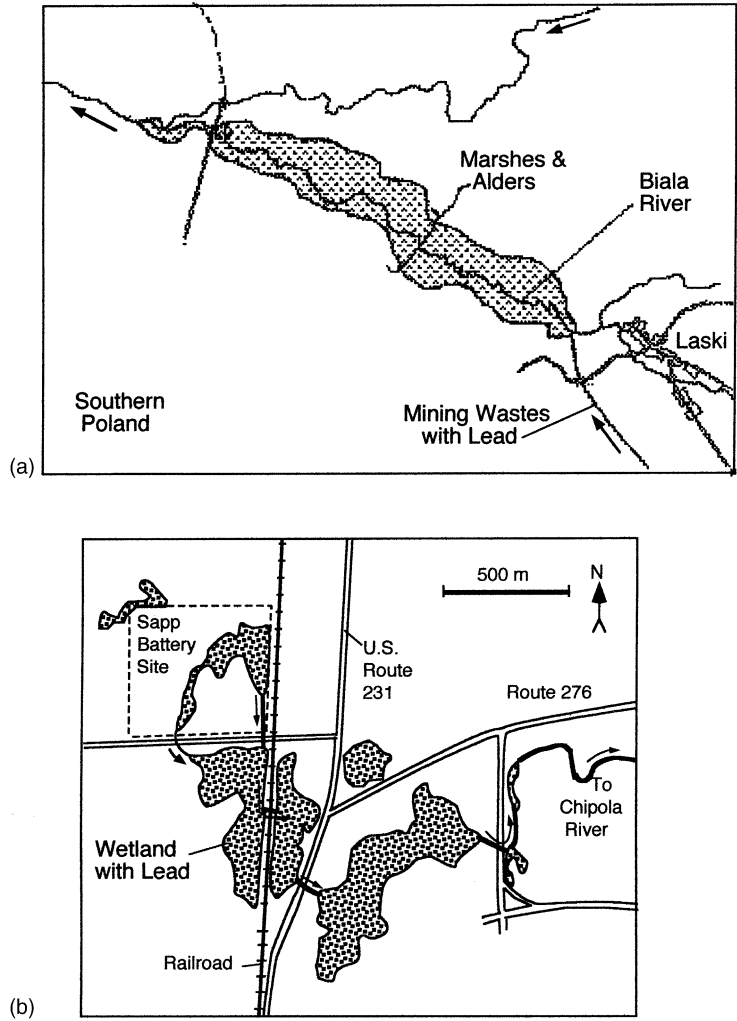 Marshes &
Alders
Biala
River
Laski
Southern
Poland
Mining Wastes
with Lead
(a)
500 m
N
Sapp
Battery
Site
U.S.
Route
231
Route 276
To
Chipola
River
Wetland
with Lead
Railroad
(b)